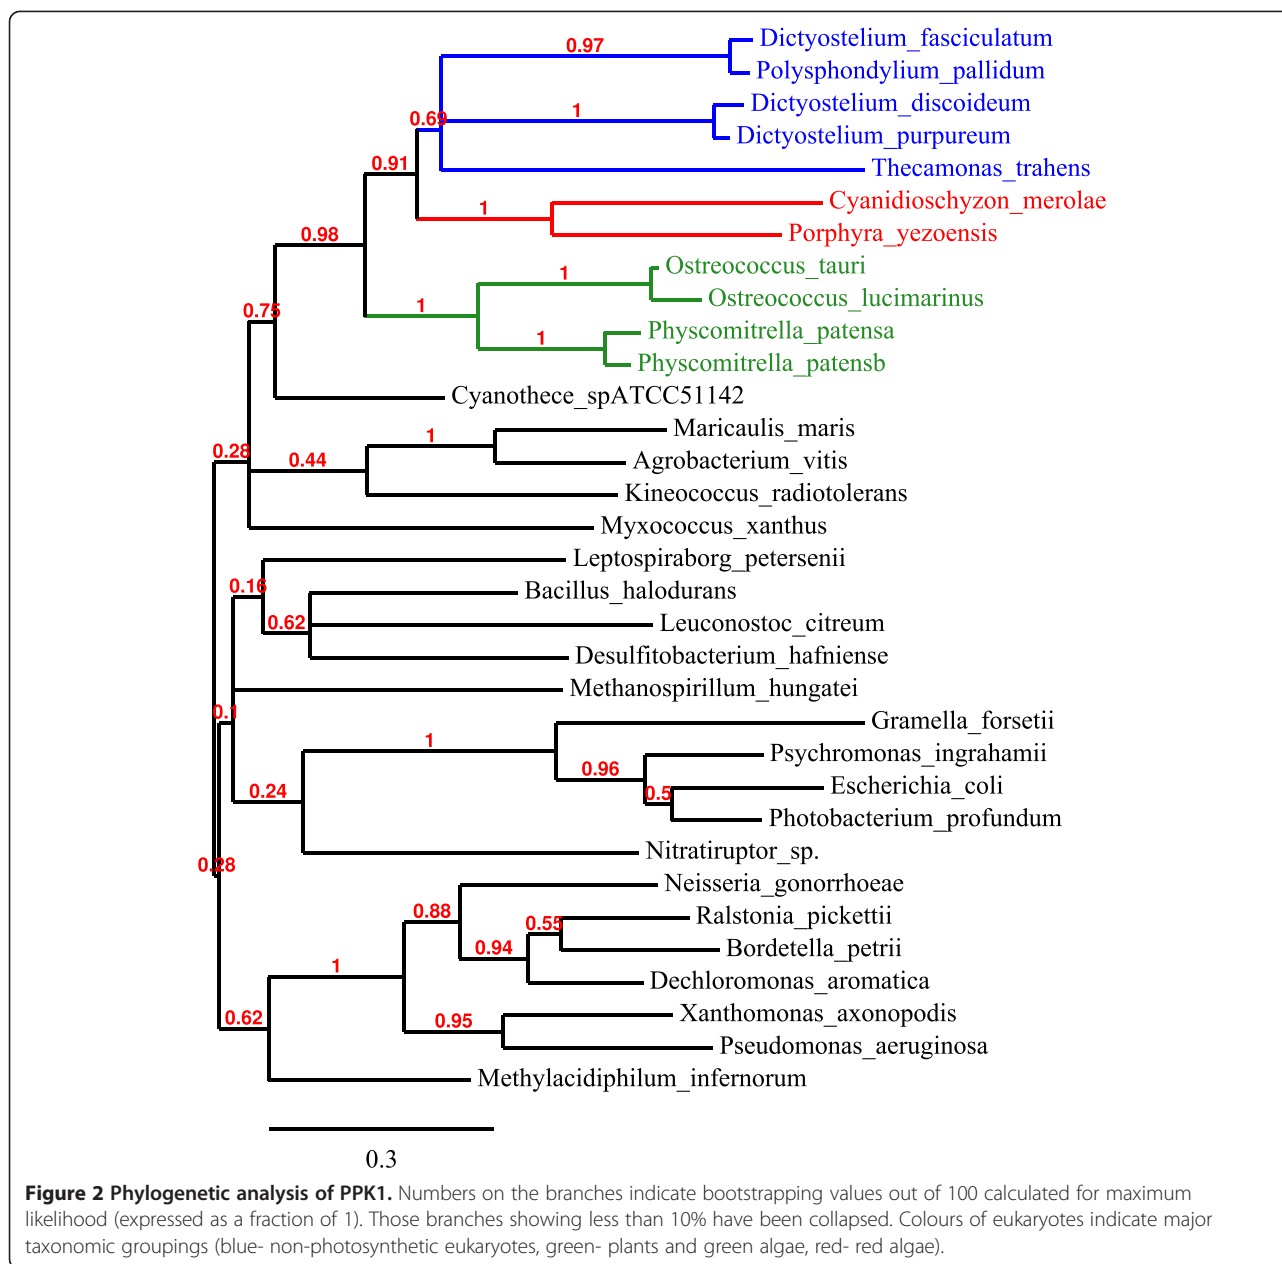 Dictyostelium_fasciculatum
0.97
Polysphondylium_pallidum
Dictyostelium_discoideum
1
0.69
Dictyostelium_purpureum
0.91
Thecamonas_trahens
Cyanidioschyzon_merolae
1
Porphyra_yezoensis
0.98
Ostreococcus_tauri
1
Ostreococcus_lucimarinus
1
0.75
Physcomitrella_patensa
1
Physcomitrella_patensb
Cyanothece_spATCC51142
Maricaulis_maris
1
0.28
0.44
Agrobacterium_vitis
Kineococcus_radiotolerans
Myxococcus_xanthus
Leptospiraborg_petersenii
0.16
Bacillus_halodurans
0.62
Leuconostoc_citreum
Desulfitobacterium_hafniense
Methanospirillum_hungatei
0.1
Gramella_forsetii
1
Psychromonas_ingrahamii
0.96
0.24
0.5
Escherichia_coli
Photobacterium_profundum
Nitratiruptor_sp.
0.28
Neisseria_gonorrhoeae
0.88
Ralstonia_pickettii
0.55
0.94
Bordetella_petrii
1
Dechloromonas_aromatica
0.62
Xanthomonas_axonopodis
0.95
Pseudomonas_aeruginosa
Methylacidiphilum_infernorum
0.3
Figure 2 Phylogenetic analysis of PPK1. Numbers on the branches indicate bootstrapping values out of 100 calculated for maximum
likelihood (expressed as a fraction of 1). Those branches showing less than 10% have been collapsed. Colours of eukaryotes indicate major
taxonomic groupings (blue- non-photosynthetic eukaryotes, green- plants and green algae, red- red algae).